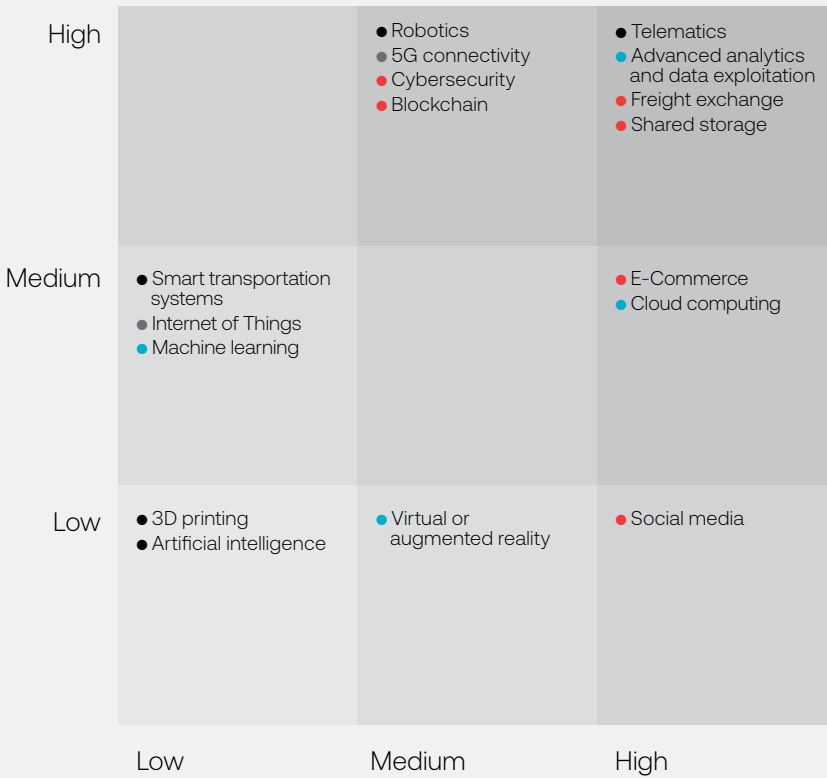 High
Robotics
5G connectivity
Cybersecurity
Blockchain
Telematics
Advanced analytics
and data exploitation
Freight exchange
Shared storage
Medium
Smart transportation
systems
Internet of Things
Machine learning
E-Commerce
Cloud computing
Low
3D printing
Artificial intelligence
Virtual or
augmented reality
Social media
Low
Medium
High